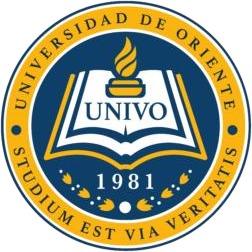 UNIVERSIDAD DE ORIENTE
UNIVO
1981
STUDIUM EST VIA VERITATIS